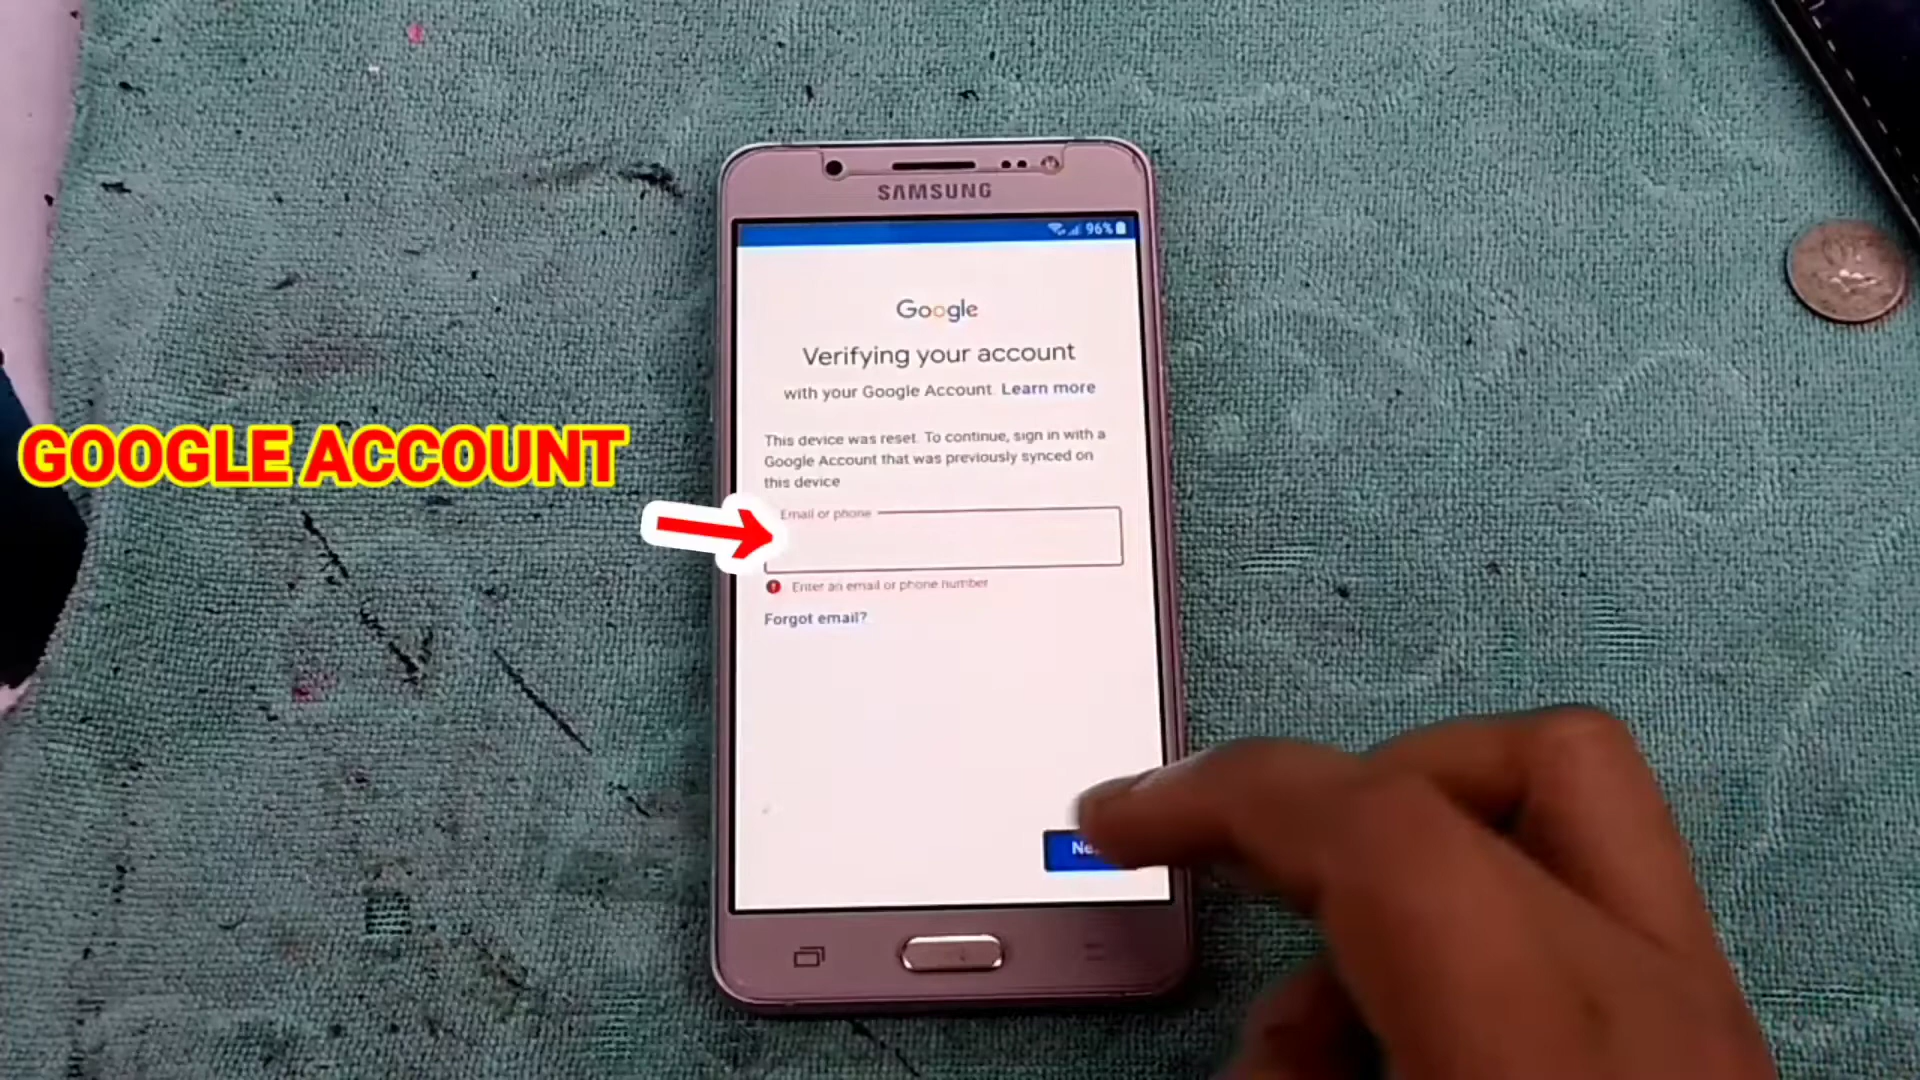 SAMSUNG
96%
Google
Verifying your account
with your Google Account. Learn more
This device was reset. To continue, sign in with a
Google Account that was previously synced on
this device
GOOGLE ACCOUNT
Email or phone
Enter an email or phone number
Forgot email?